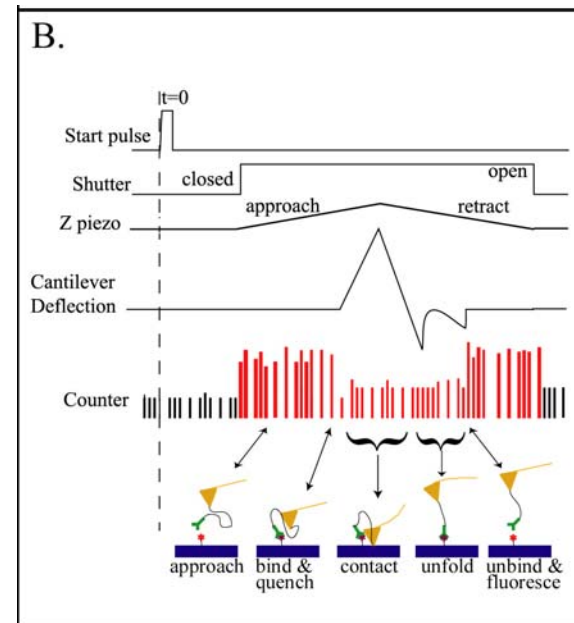 B.
t=0
Start pulse
closed
open
Shutter
approach
retract
Z piezo
Cantilever
Deflection
Counter
approach
bind &
quench
contact
unfold
unbind &
fluoresce